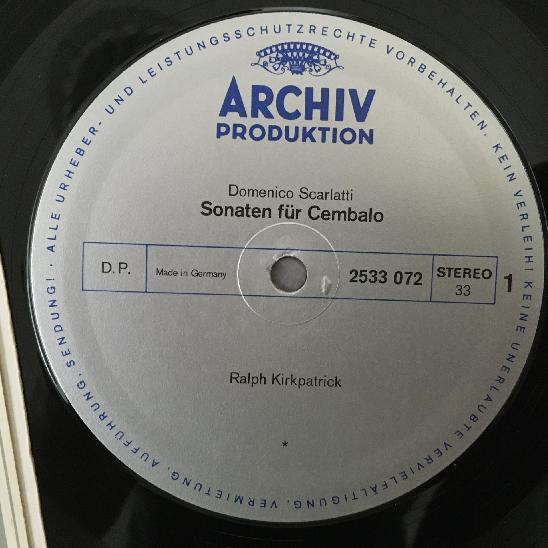 ALLE URHEBER- UND LEISTUNGSSCHUTZRECHTE VORBEHALTEN. KEIN VERLEIH! KEINE UNERLAUBTE VERVIELFÄLTIGUNG, VERMIETUNG, AUFFÜHRUNG, SENDUNG!
ARCHIV
PRODUKTION
Domenico Scarlatti
Sonaten für Cembalo
D.P.
Made in Germany
2533 072
STEREO
33
1
Ralph Kirkpatrick
*